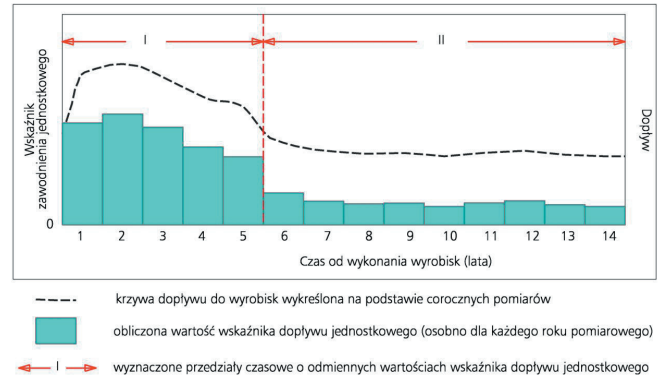 I II
Wskaźnik
zawodnienia jednostkowego
Dopływ
0
1 2 3 4 5 6 7 8 9 10 11 12 13 14
Czas od wykonania wyrobisk (lata)
krzywa dopływu do wyrobisk wykreślona na podstawie corocznych pomiarów
obliczona wartość wskaźnika dopływu jednostkowego (osobno dla każdego roku pomiarowego)
I wyznaczone przedziały czasowe o odmiennych wartościach wskaźnika dopływu jednostkowego